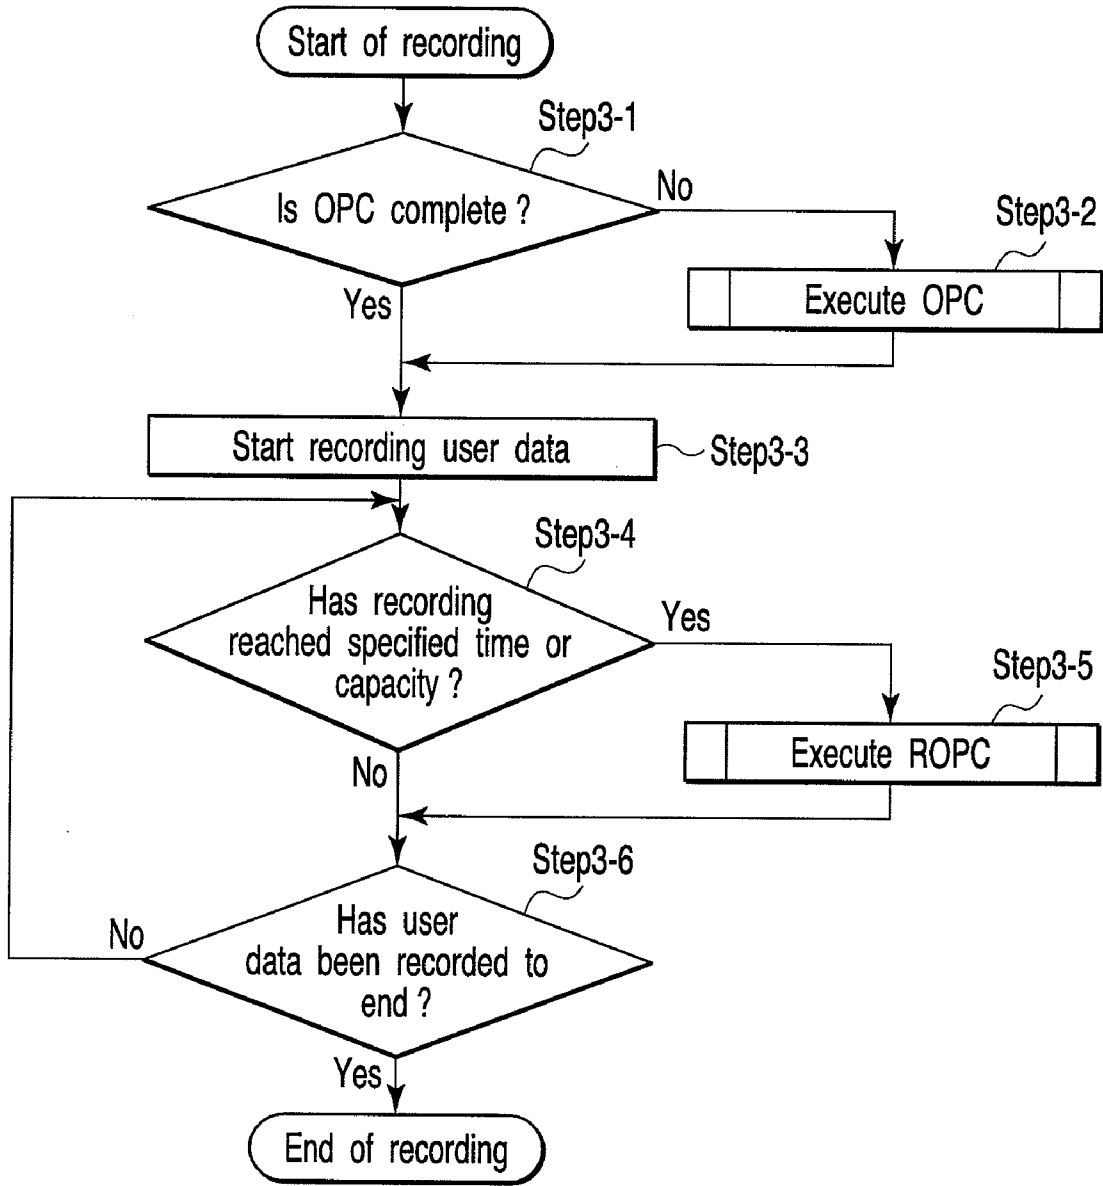 Start of recording
Step3-1
Is OPC complete ?
No
Step3-2
Execute OPC
Yes
Start recording user data
Step3-3
Step3-4
Has recording
reached specified time or
capacity ?
Yes
Step3-5
Execute ROPC
No
Step3-6
Has user
data been recorded to
end ?
No
Yes
End of recording